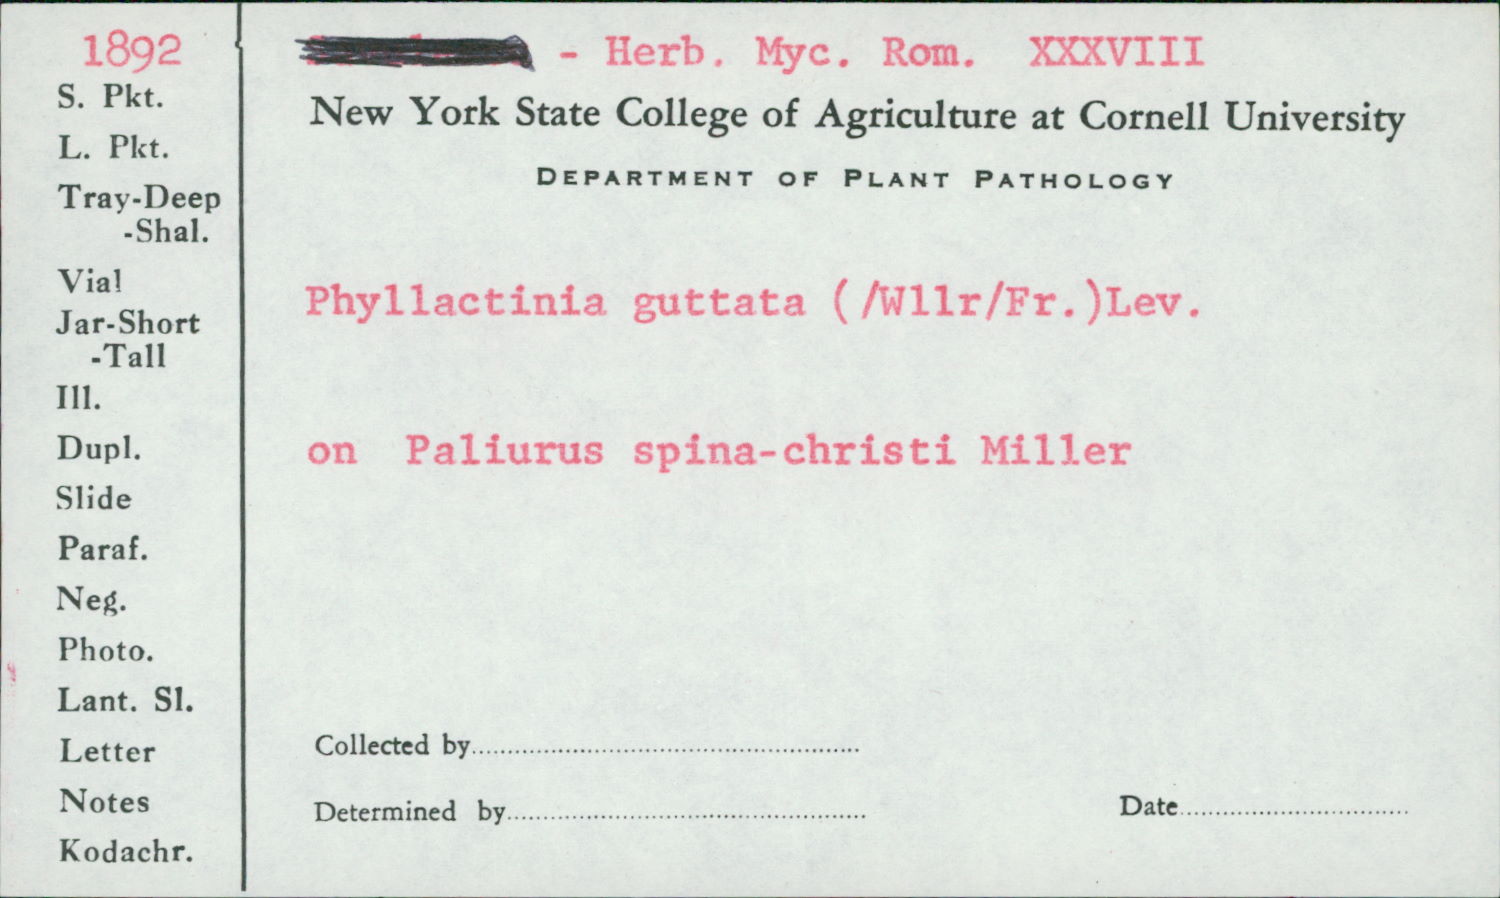 1892
- Herb. Myc. Rom. XXXVIII
S. Pkt.
L. Pkt.
Tray-Deep
-Shal.
Vial
Jar-Short
-Tall
Ill.
Dupl.
Slide
Paraf.
Neg.
Photo.
Lant. Sl.
Letter
Notes
Kodachr.
New York State College of Agriculture at Cornell University
DEPARTMENT OF PLANT PATHOLOGY
Phyllactinia guttata (/Wllr/Fr.)Lev.
on Paliurus spina-christi Miller
Collected by
Determined by
Date